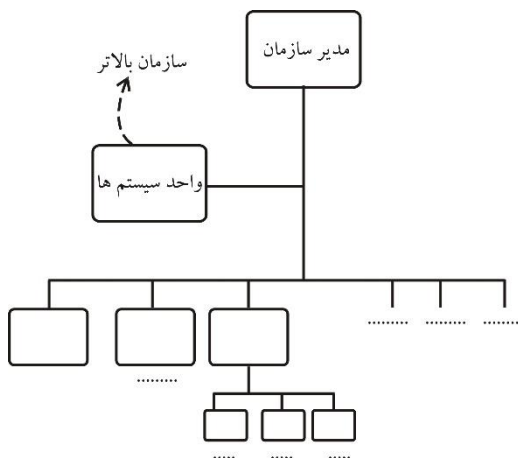 مدیر سازمان
سازمان بالاتر
واحد سیستم ها
......... ......... ........
.........
..... ..... .....